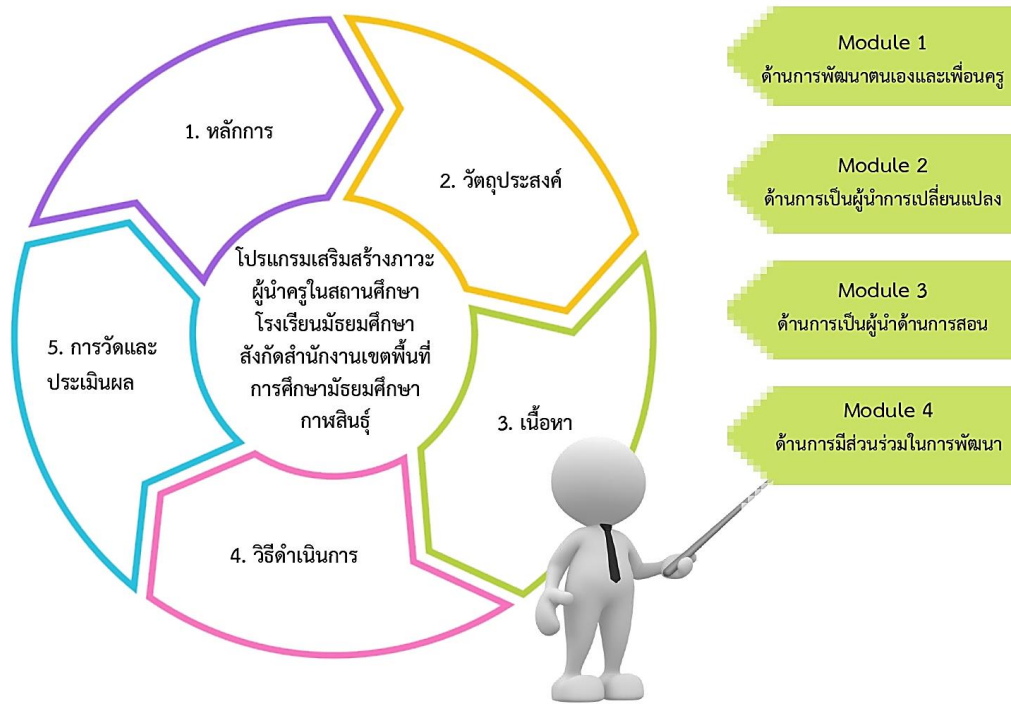 1. หลักการ
2. วัตถุประสงค์
3. เนื้อหา
4. วิธีดำเนินการ
5. การวัดและ
ประเมินผล
โปรแกรมเสริมสร้างภาวะ
ผู้นำครูในสถานศึกษา
โรงเรียนมัธยมศึกษา
สังกัดสำนักงานเขตพื้นที่
การศึกษามัธยมศึกษา
กาฬสินธุ์
Module 1
ด้านการพัฒนาตนเองและเพื่อนครู
Module 2
ด้านการเป็นผู้นำการเปลี่ยนแปลง
Module 3
ด้านการเป็นผู้นำด้านการสอน
Module 4
ด้านการมีส่วนร่วมในการพัฒนา